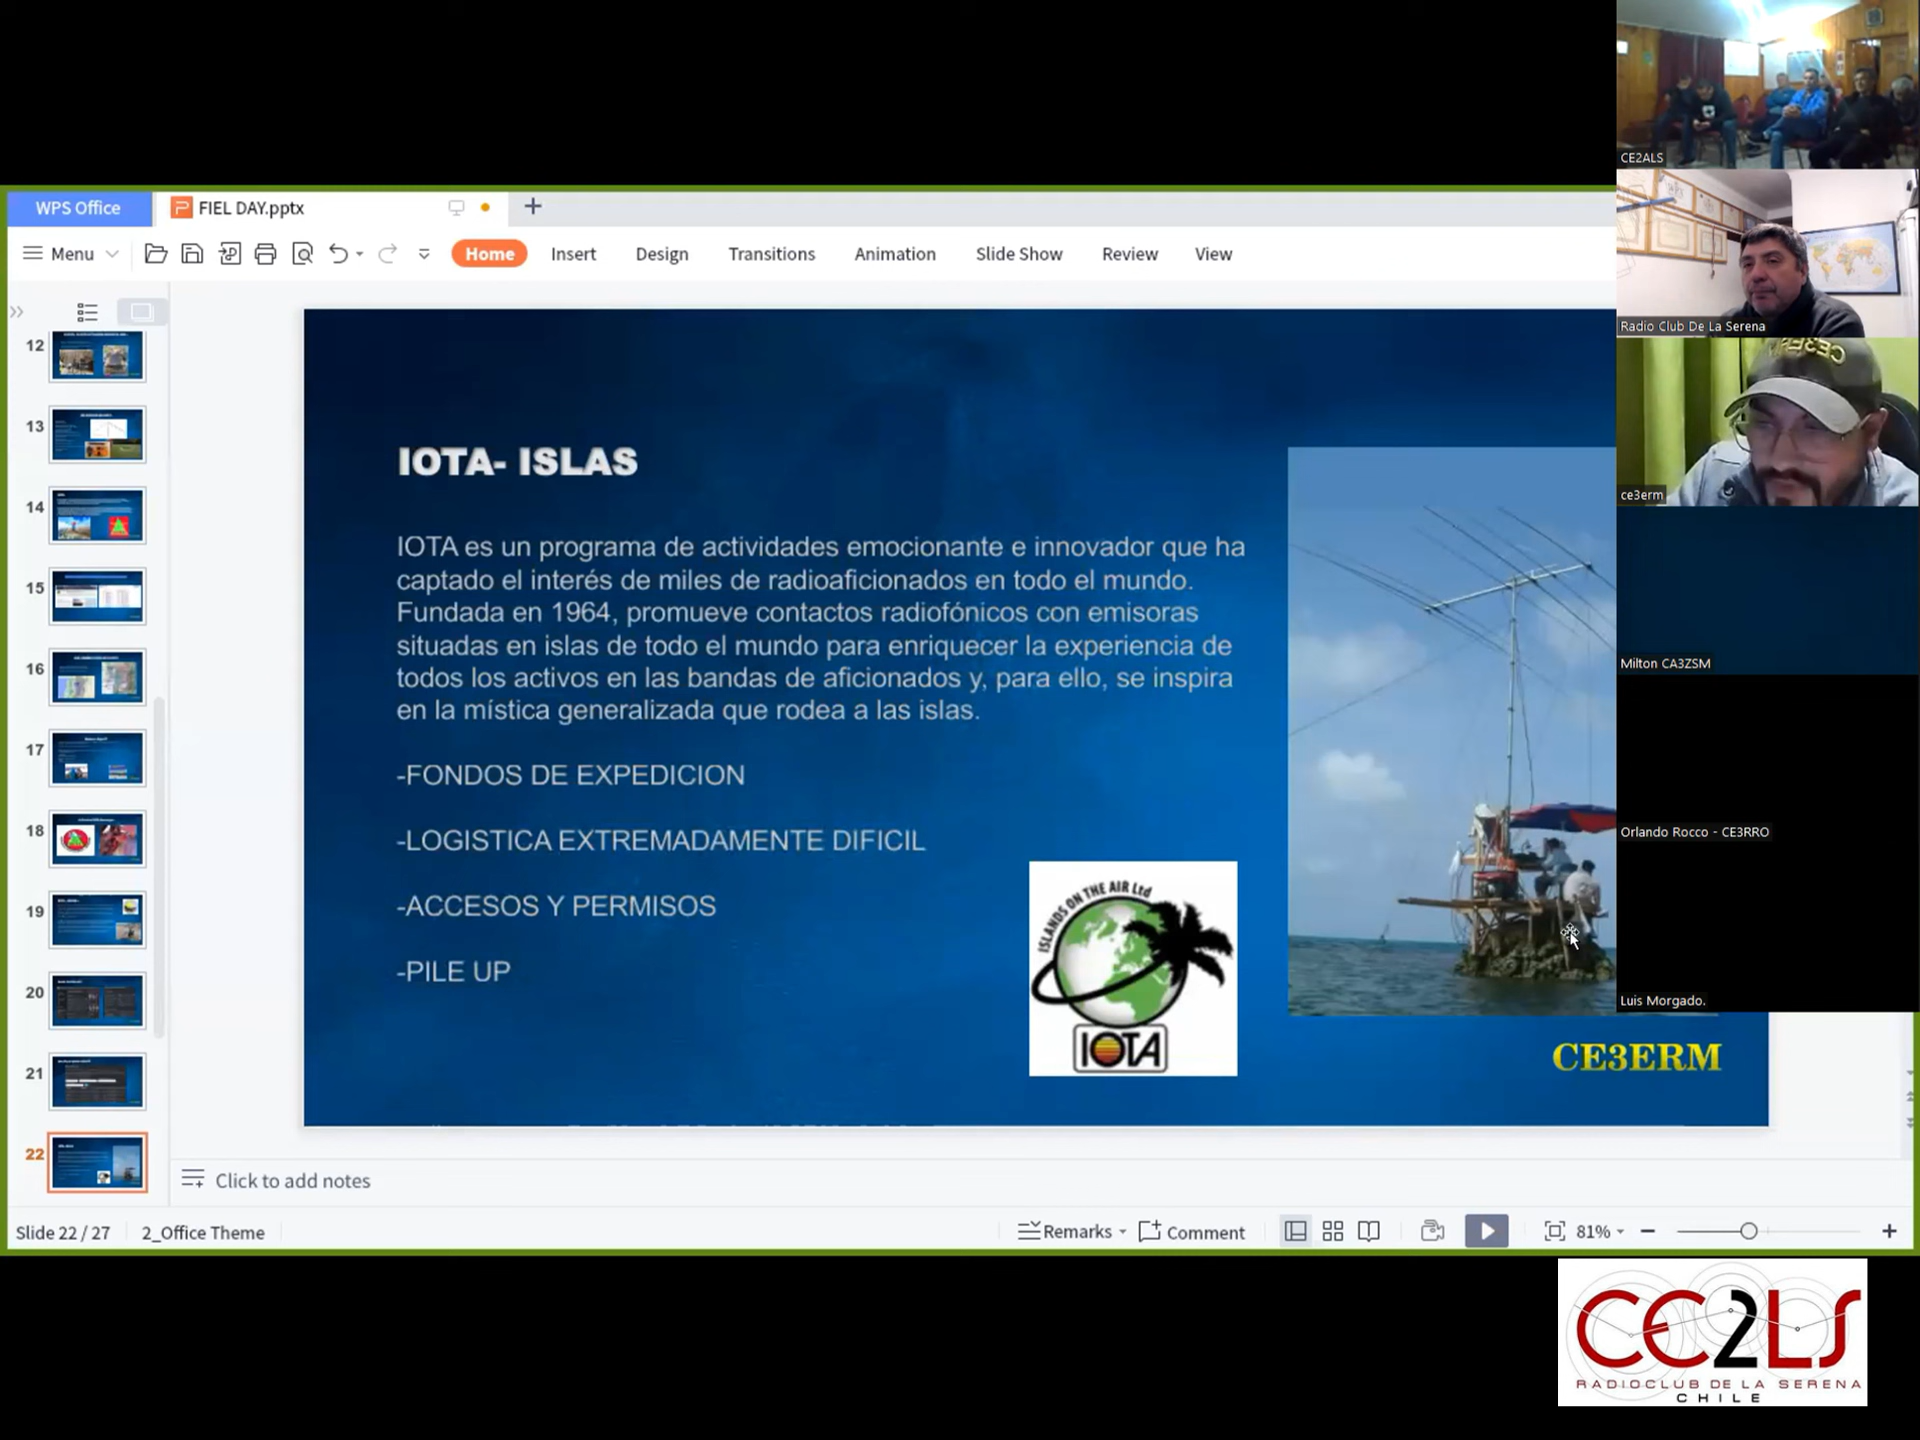 WPS Office
FIEL DAY.pptx
Menu
Home
Insert
Design
Transitions
Animation
Slide Show
Review
View
12
13
14
15
16
17
18
19
20
21
22
IOTA- ISLAS
IOTA es un programa de actividades emocionante e innovador que ha
captado el interés de miles de radioaficionados en todo el mundo.
Fundada en 1964, promueve contactos radiofónicos con emisoras
situadas en islas de todo el mundo para enriquecer la experiencia de
todos los activos en las bandas de aficionados y, para ello, se inspira
en la mística generalizada que rodea a las islas.
-FONDOS DE EXPEDICION
-LOGISTICA EXTREMADAMENTE DIFICIL
-ACCESOS Y PERMISOS
-PILE UP
ISLANDS ON THE AIR Ltd
IOTA
CE3ERM
Click to add notes
Slide 22 / 27
2_Office Theme
Remarks
Comment
81%
CE2ALS
Radio Club De La Serena
CE3ERM
ce3erm
Milton CA3ZSM
Orlando Rocco - CE3RRO
Luis Morgado.
CE2LS
RADIOCLUB DE LA SERENA
CHILE